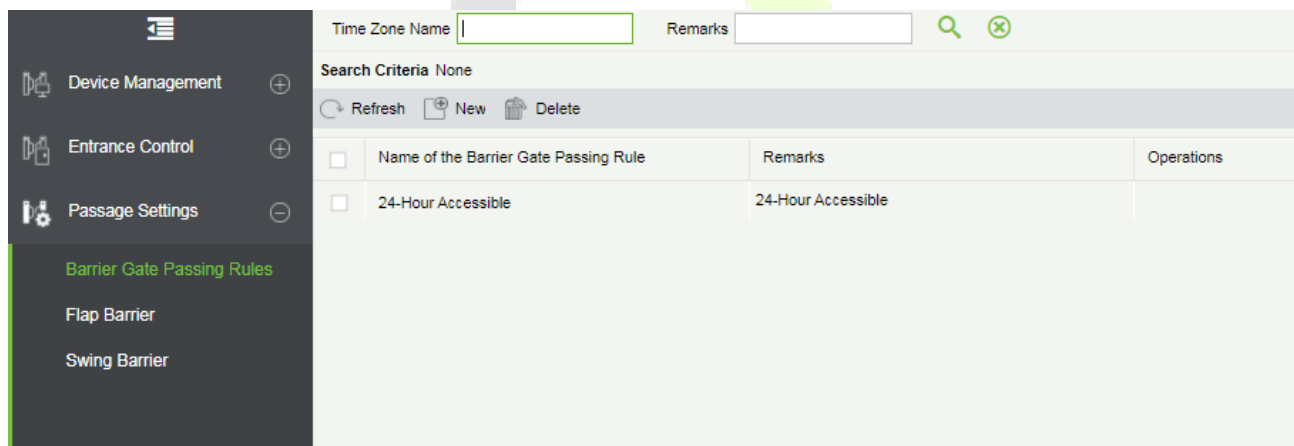 Time Zone Name Remarks
Search Criteria None
Refresh New Delete
Name of the Barrier Gate Passing Rule Remarks Operations
24-Hour Accessible 24-Hour Accessible
Device Management
Entrance Control
Passage Settings
Barrier Gate Passing Rules
Flap Barrier
Swing Barrier